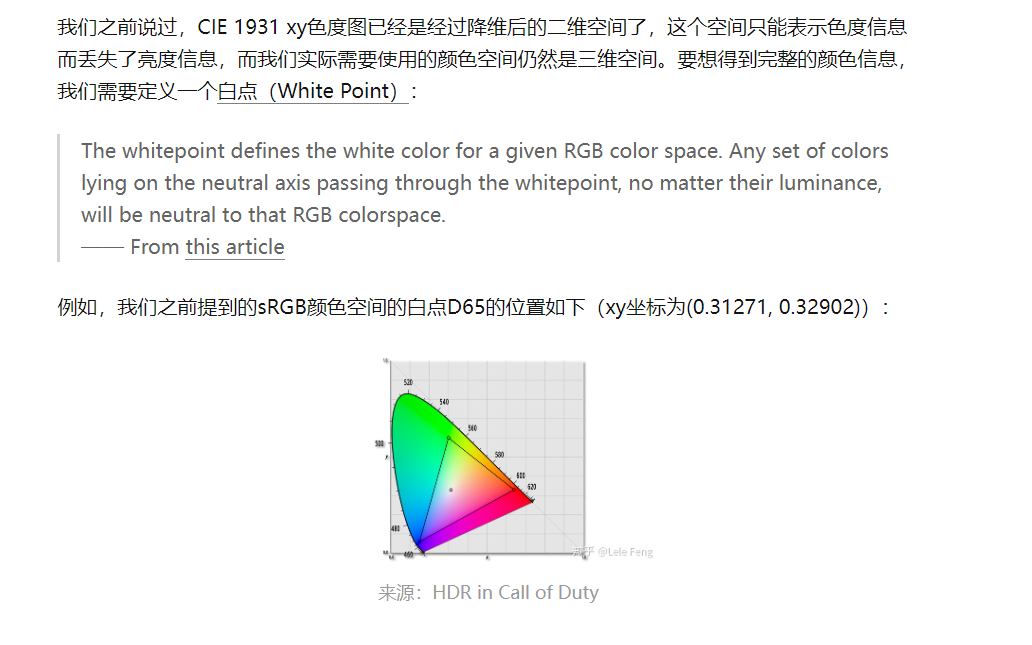 我们之前说过，CIE 1931 xy色度图已经是经过降维后的二维空间了，这个空间只能表示色度信息
而丢失了亮度信息，而我们实际需要使用的颜色空间仍然是三维空间。要想得到完整的颜色信息，
我们需要定义一个白点（White Point）：
The whitepoint defines the white color for a given RGB color space. Any set of colors
lying on the neutral axis passing through the whitepoint, no matter their luminance,
will be neutral to that RGB colorspace.
—— From this article
例如，我们之前提到的sRGB颜色空间的白点D65的位置如下（xy坐标为(0.31271, 0.32902)）：
520
540
560
500
580
600
620
480
460
知乎 @Lele Feng
来源：HDR in Call of Duty